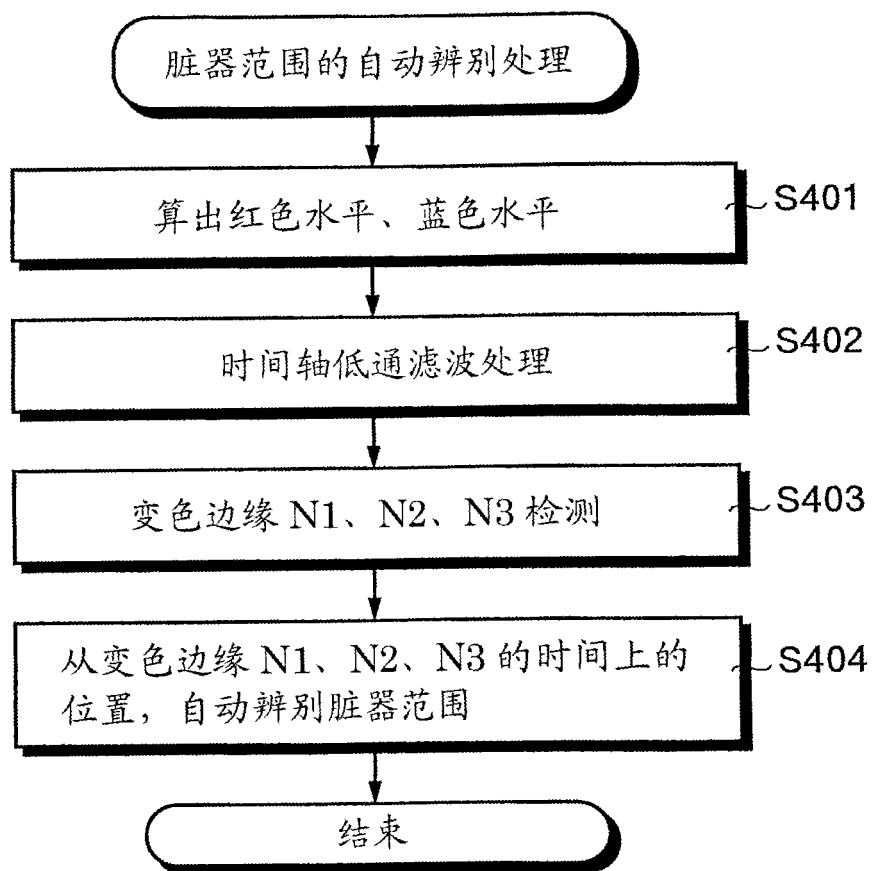 脏器范围的自动辨别处理
算出红色水平、蓝色水平
S401
时间轴低通滤波处理
S402
变色边缘 N1、N2、N3 检测
S403
从变色边缘 N1、N2、N3 的时间上的
位置，自动辨别脏器范围
S404
结束